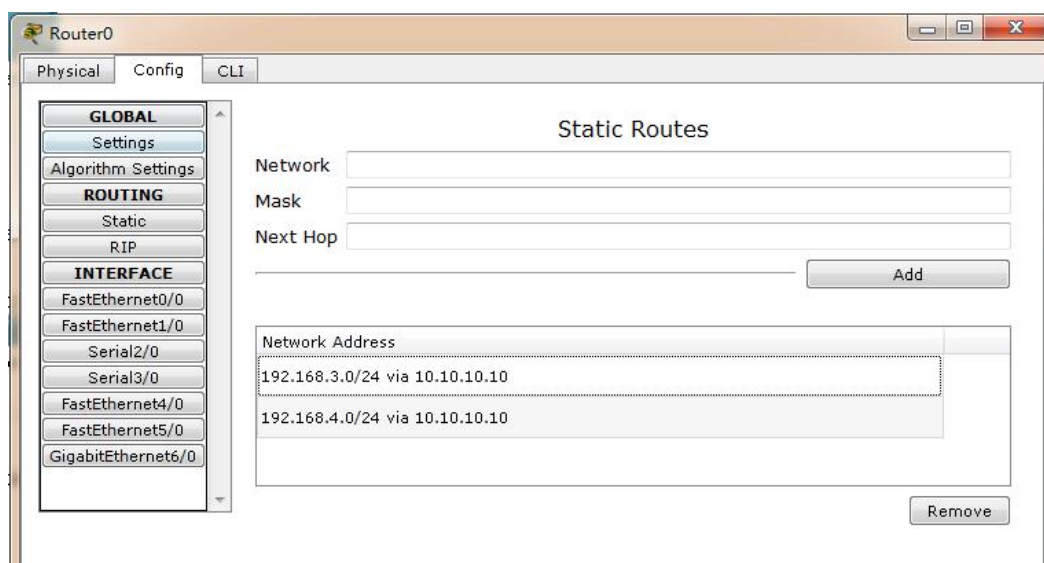 Router0
Physical Config CLI
GLOBAL
Settings
Algorithm Settings
ROUTING
Static
RIP
INTERFACE
FastEthernet0/0
FastEthernet1/0
Serial2/0
Serial3/0
FastEthernet4/0
FastEthernet5/0
GigabitEthernet6/0
Static Routes
Network
Mask
Next Hop
Add
Network Address
192.168.3.0/24 via 10.10.10.10
192.168.4.0/24 via 10.10.10.10
Remove